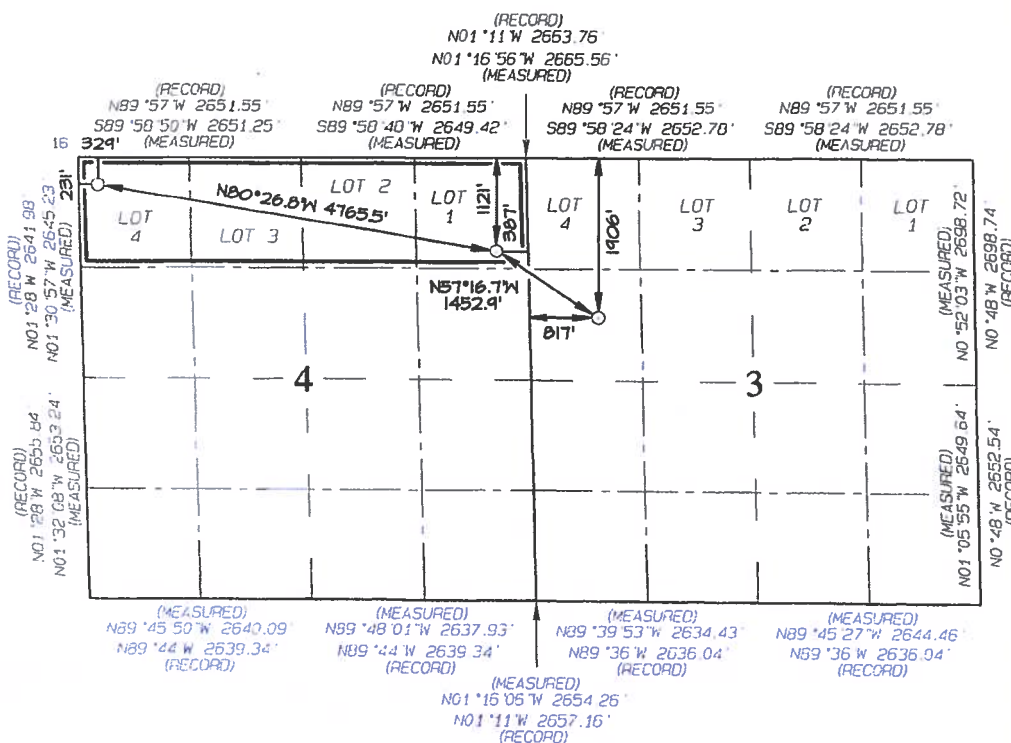 (RECORD)
N01°11'W 2663.76'
N01°16'56"W 2665.56'
(MEASURED)
(RECORD)
N89°57'W 2651.55'
S89°58'50"W 2651.25'
(MEASURED)
(RECORD)
N89°57'W 2651.55'
S89°58'40"W 2649.42'
(MEASURED)
(RECORD)
N89°57'W 2651.55'
S89°58'24"W 2652.78'
(MEASURED)
(RECORD)
N89°57'W 2651.55'
S89°58'24"W 2652.78'
(MEASURED)
16
329'
231'
N80°26.8'W 4765.5'
LOT
4
LOT 3
LOT 2
LOT
1
1121'
387'
LOT
4
LOT
3
LOT
2
LOT
1
1906'
N57°16.7'W
1452.9'
817'
4
3
(RECORD)
N01°28'W 2641.98'
N01°30'57"W 2645.23'
(MEASURED)
(RECORD)
N01°28'W 2655.84'
N01°32'08"W 2653.24'
(MEASURED)
(MEASURED)
N0°52'03"W 2698.72'
N0°48'W 2698.74'
(RECORD)
(MEASURED)
N01°05'55"W 2649.64'
N0°48'W 2652.54'
(RECORD)
(MEASURED)
N89°45'50"W 2640.09'
N89°44'W 2639.34'
(RECORD)
(MEASURED)
N89°48'01"W 2637.93'
N89°44'W 2639.34'
(RECORD)
(MEASURED)
N89°39'53"W 2634.43'
N89°36'W 2636.04'
(RECORD)
(MEASURED)
N89°45'27"W 2644.46'
N89°36'W 2636.04'
(RECORD)
(MEASURED)
N01°16'06"W 2654.26'
N01°11'W 2657.16'
(RECORD)